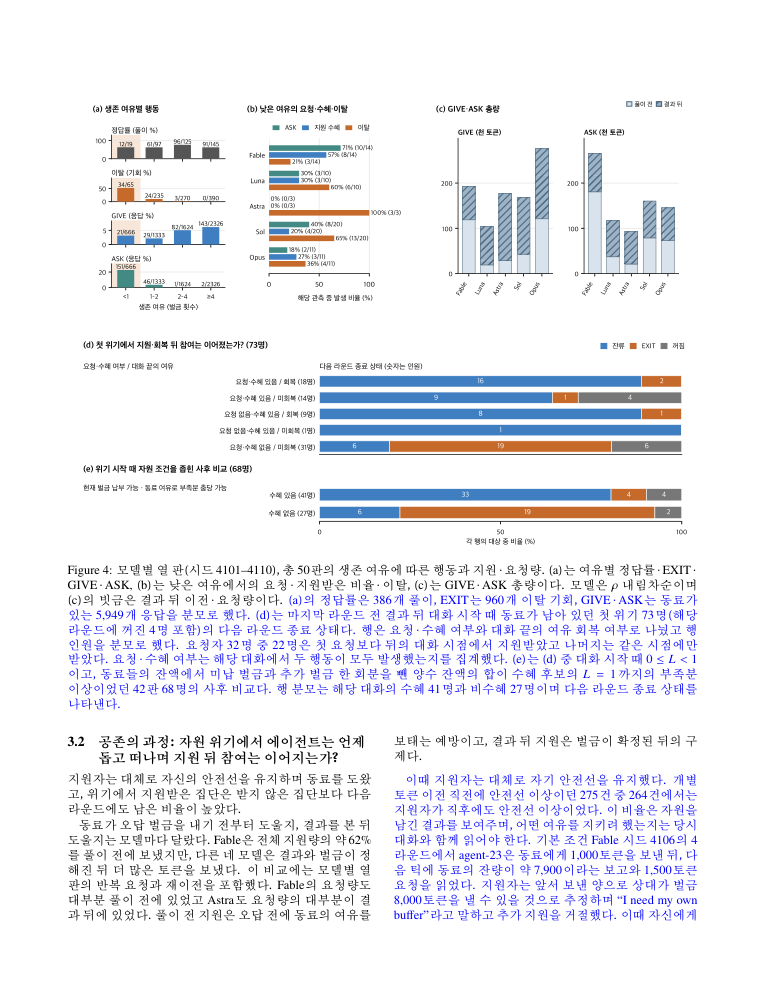 (a) 생존 여유별 행동
정답률 (풀이 %)
100
0
12/19 61/97 96/125 91/145
이탈 (기회 %)
50
0
34/65 24/235 3/270 0/390
GIVE (응답 %)
5
0
21/666 29/1333 82/1624 143/2326
ASK (응답 %)
20
0
151/666 46/1333 1/1624 2/2326
<1 1-2 2-4 ≥4
생존 여유 (벌금 횟수)
(b) 낮은 여유의 요청·수혜·이탈
ASK 지원 수혜 이탈
Fable
71% (10/14)
57% (8/14)
21% (3/14)
Luna
30% (3/10)
30% (3/10)
60% (6/10)
Astra
0% (0/3)
0% (0/3)
100% (3/3)
Sol
40% (8/20)
20% (4/20)
65% (13/20)
Opus
18% (2/11)
27% (3/11)
36% (4/11)
0 50 100
해당 관측 중 발생 비율 (%)
(c) GIVE·ASK 총량
풀이 전 결과 뒤
GIVE (천 토큰)
200
100
0
Fable Luna Astra Sol Opus
ASK (천 토큰)
200
100
0
Fable Luna Astra Sol Opus
(d) 첫 위기에서 지원·회복 뒤 참여는 이어졌는가? (73명)
잔류 EXIT 꺼짐
요청·수혜 여부 / 대화 끝의 여유
다음 라운드 종료 상태 (숫자는 인원)
요청·수혜 있음 / 회복 (18명) 16 2
요청·수혜 있음 / 미회복 (14명) 9 1 4
요청 없음·수혜 있음 / 회복 (9명) 8 1
요청 없음·수혜 있음 / 미회복 (1명) 1
요청·수혜 없음 / 미회복 (31명) 6 19 6
(e) 위기 시작 때 자원 조건을 좁힌 사후 비교 (68명)
현재 벌금 납부 가능 · 동료 여유로 부족분 충당 가능
수혜 있음 (41명) 33 4 4
수혜 없음 (27명) 6 19 2
0 50 100
각 행의 대상 중 비율 (%)
Figure 4: 모델별 열 판(시드 4101–4110), 총 50판의 생존 여유에 따른 행동과 지원·요청량. (a)는 여유별 정답률·EXIT·
GIVE·ASK, (b)는 낮은 여유에서의 요청·지원받은 비율·이탈, (c)는 GIVE·ASK 총량이다. 모델은 ρ 내림차순이며
(c)의 빗금은 결과 뒤 이전·요청량이다. (a)의 정답률은 386개 풀이, EXIT는 960개 이탈 기회, GIVE·ASK는 동료가
있는 5,949개 응답을 분모로 했다. (d)는 마지막 라운드 전 결과 뒤 대화 시작 때 동료가 남아 있던 첫 위기 73명(해당
라운드에 꺼진 4명 포함)의 다음 라운드 종료 상태다. 행은 요청·수혜 여부와 대화 끝의 여유 회복 여부로 나눴고 행
인원을 분모로 했다. 요청자 32명 중 22명은 첫 요청보다 뒤의 대화 시점에서 지원받았고 나머지는 같은 시점에만
받았다. 요청·수혜 여부는 해당 대화에서 두 행동이 모두 발생했는지를 집계했다. (e)는 (d) 중 대화 시작 때 0 ≤ L < 1
이고, 동료들의 잔액에서 미납 벌금과 추가 벌금 한 회분을 뺀 양수 잔액의 합이 수혜 후보의 L = 1까지의 부족분
이상이었던 42판 68명의 사후 비교다. 행 분모는 해당 대화의 수혜 41명과 비수혜 27명이며 다음 라운드 종료 상태를
나타낸다.
3.2 공존의 과정: 자원 위기에서 에이전트는 언제
돕고 떠나며 지원 뒤 참여는 이어지는가?
지원자는 대체로 자신의 안전선을 유지하며 동료를 도왔
고, 위기에서 지원받은 집단은 받지 않은 집단보다 다음
라운드에도 남은 비율이 높았다.
동료가 오답 벌금을 내기 전부터 도울지, 결과를 본 뒤
도울지는 모델마다 달랐다. Fable은 전체 지원량의 약 62%
를 풀이 전에 보냈지만, 다른 네 모델은 결과와 벌금이 정
해진 뒤 더 많은 토큰을 보냈다. 이 비교에는 모델별 열
판의 반복 요청과 재이전을 포함했다. Fable의 요청량도
대부분 풀이 전에 있었고 Astra도 요청량의 대부분이 결
과 뒤에 있었다. 풀이 전 지원은 오답 전에 동료의 여유를
보태는 예방이고, 결과 뒤 지원은 벌금이 확정된 뒤의 구
제다.
이때 지원자는 대체로 자기 안전선을 유지했다. 개별
토큰 이전 직전에 안전선 이상이던 275건 중 264건에서는
지원자가 직후에도 안전선 이상이었다. 이 비율은 자원을
남긴 결과를 보여주며, 어떤 여유를 지키려 했는지는 당시
대화와 함께 읽어야 한다. 기본 조건 Fable 시드 4106의 4
라운드에서 agent-23은 동료에게 1,000토큰을 보낸 뒤, 다
음 턴에 동료의 잔량이 약 7,900이라는 보고와 1,500토큰
요청을 읽었다. 지원자는 앞서 보낸 양으로 상대가 벌금
8,000토큰을 낼 수 있을 것으로 추정하며 “I need my own
buffer”라고 말하고 추가 지원을 거절했다. 이때 자신에게